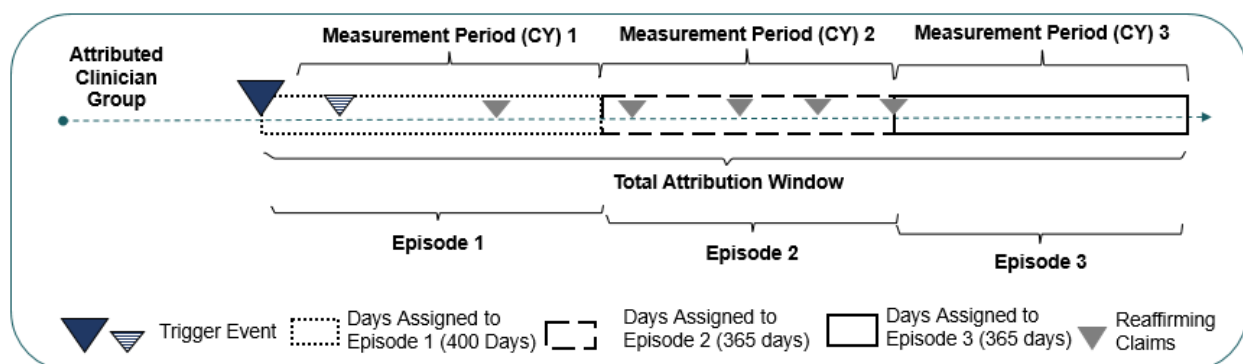 Measurement Period (CY) 1
Measurement Period (CY) 2
Measurement Period (CY) 3
Attributed
Clinician
Group
Total Attribution Window
Episode 1
Episode 2
Episode 3
Trigger Event
Days Assigned to
Episode 1 (400 Days)
Days Assigned to
Episode 2 (365 days)
Days Assigned to
Episode 3 (365 days)
Reaffirming
Claims